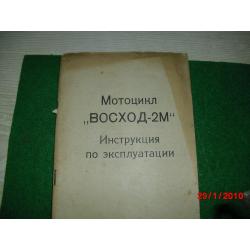 Мотоцикл
„ВОСХОД-2М“
Инструкция
по эксплуатации
29/1/2010